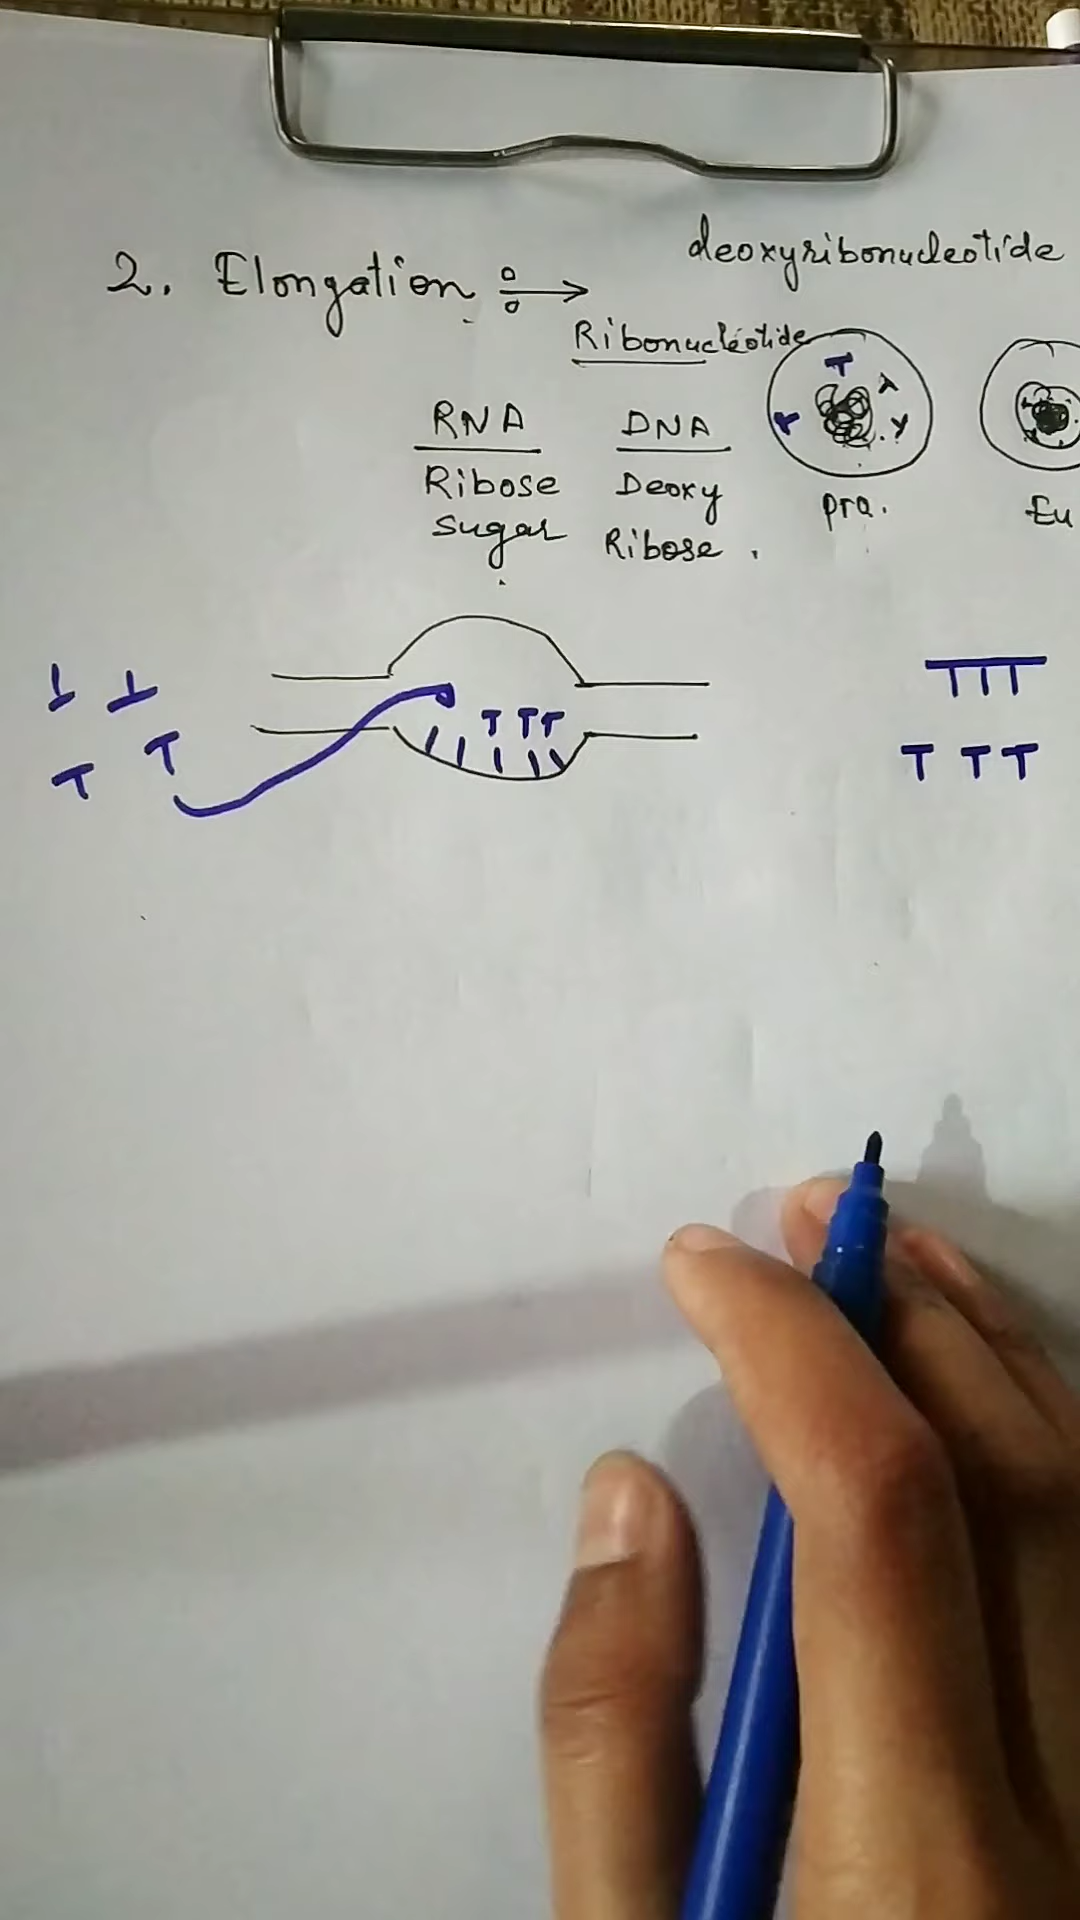 deoxyribonucleotide
2. Elongation
Ribonucleotide
RNA DNA
Ribose Deoxy
Sugar Ribose.
pro. Eu